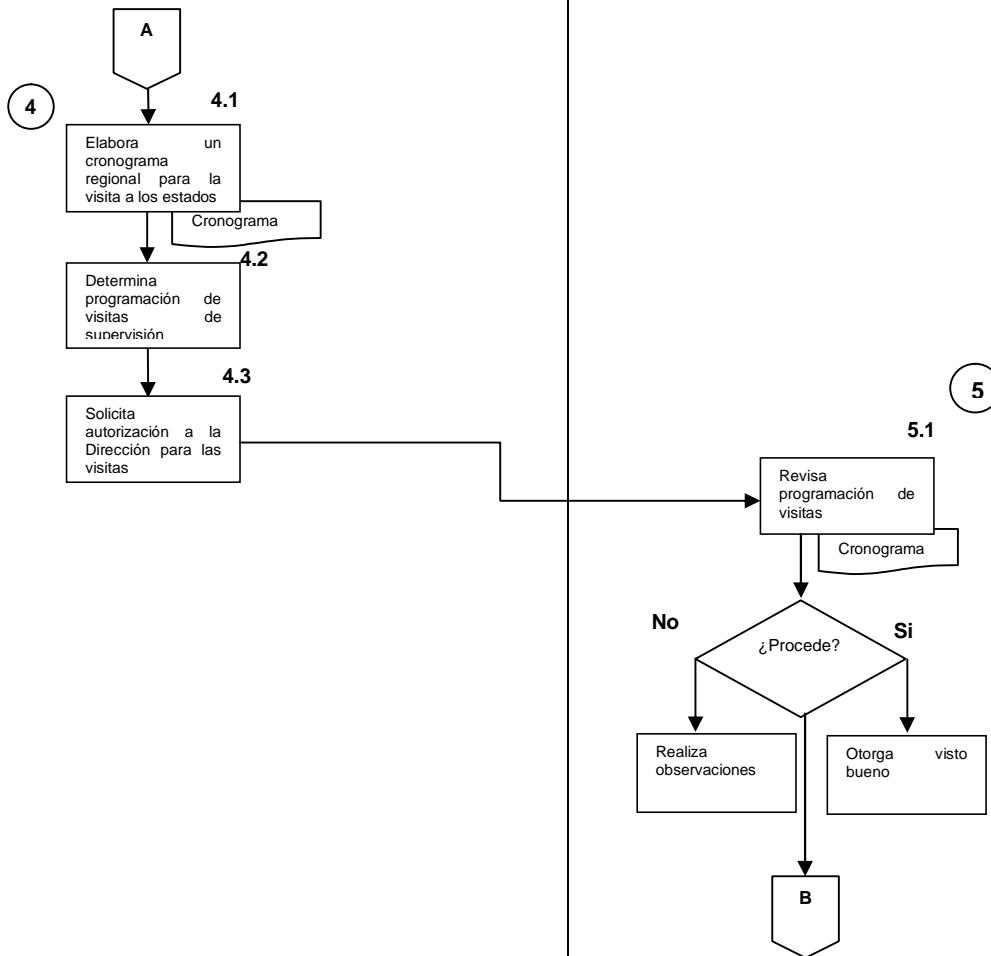 A
4
4.1
Elabora un
cronograma
regional para la
visita a los estados
Cronograma
4.2
Determina
programación de
visitas de
supervisión
4.3
Solicita
autorización a la
Dirección para las
visitas
5
5.1
Revisa
programación de
visitas
Cronograma
¿Procede?
No
Si
Realiza
observaciones
Otorga visto
bueno
B